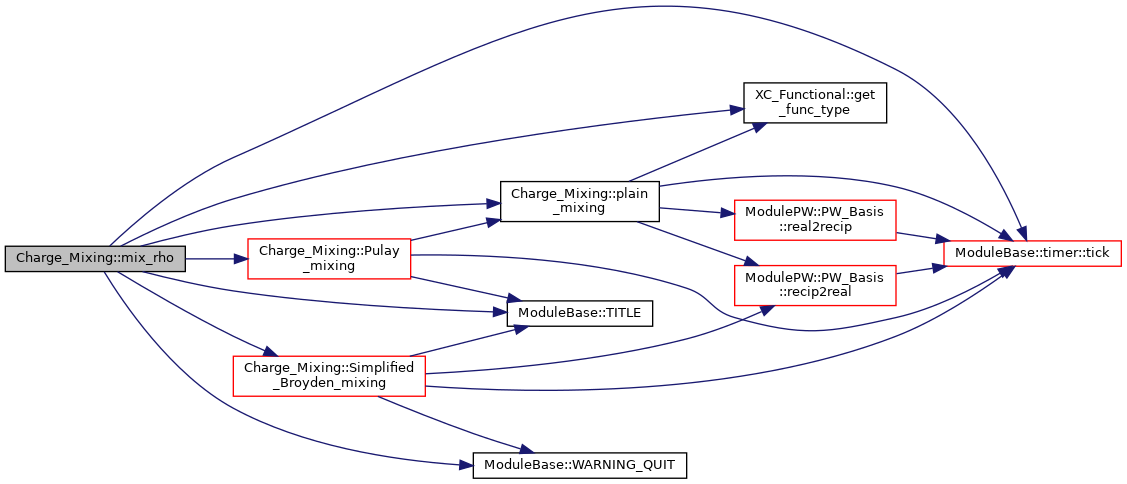 Charge_Mixing::mix_rho
XC_Functional::get
_func_type
Charge_Mixing::plain
_mixing
ModulePW::PW_Basis
::real2recip
Charge_Mixing::Pulay
_mixing
ModuleBase::timer::tick
ModulePW::PW_Basis
::recip2real
ModuleBase::TITLE
Charge_Mixing::Simplified
_Broyden_mixing
ModuleBase::WARNING_QUIT